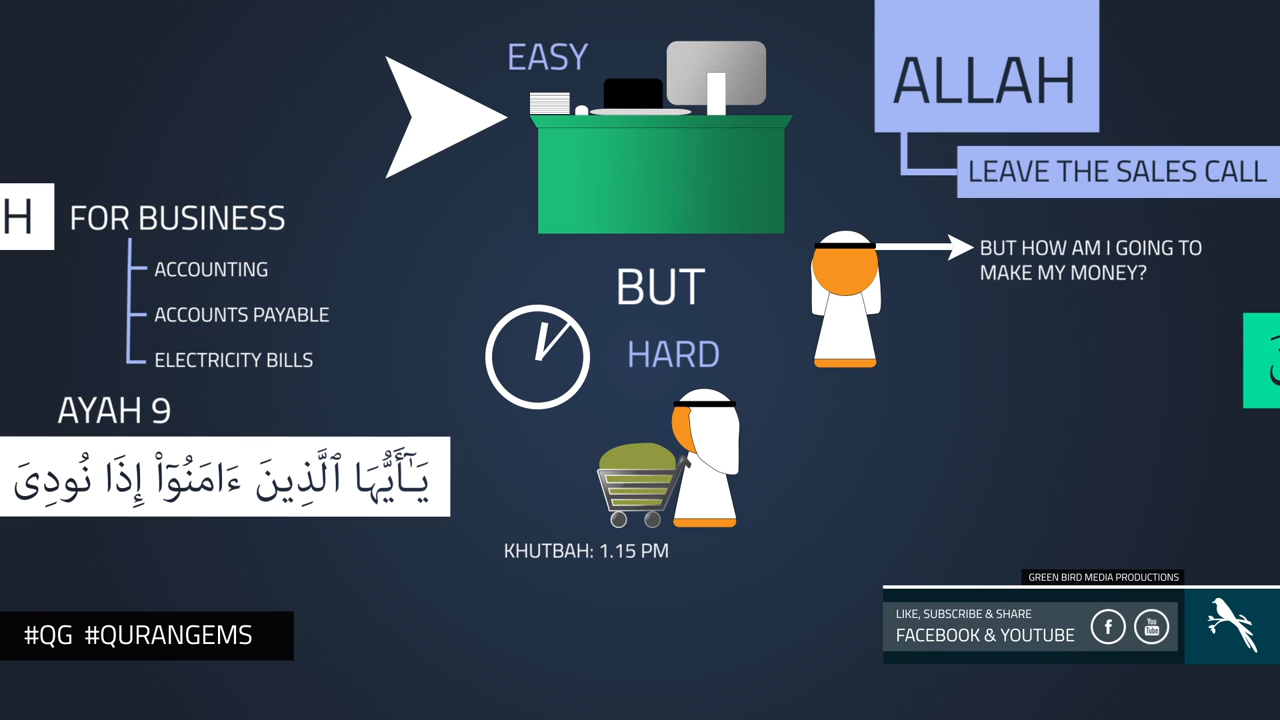 EASY
ALLAH
LEAVE THE SALES CALL
H FOR BUSINESS
ACCOUNTING
ACCOUNTS PAYABLE
ELECTRICITY BILLS
BUT HOW AM I GOING TO
MAKE MY MONEY?
BUT
HARD
AYAH 9
يَـٰٓأَيُّهَا ٱلَّذِينَ ءَامَنُوٓا۟ إِذَا نُودِىَ
KHUTBAH: 1.15 PM
#QG #QURANGEMS
GREEN BIRD MEDIA PRODUCTIONS
LIKE, SUBSCRIBE & SHARE
FACEBOOK & YOUTUBE
f
You
Tube